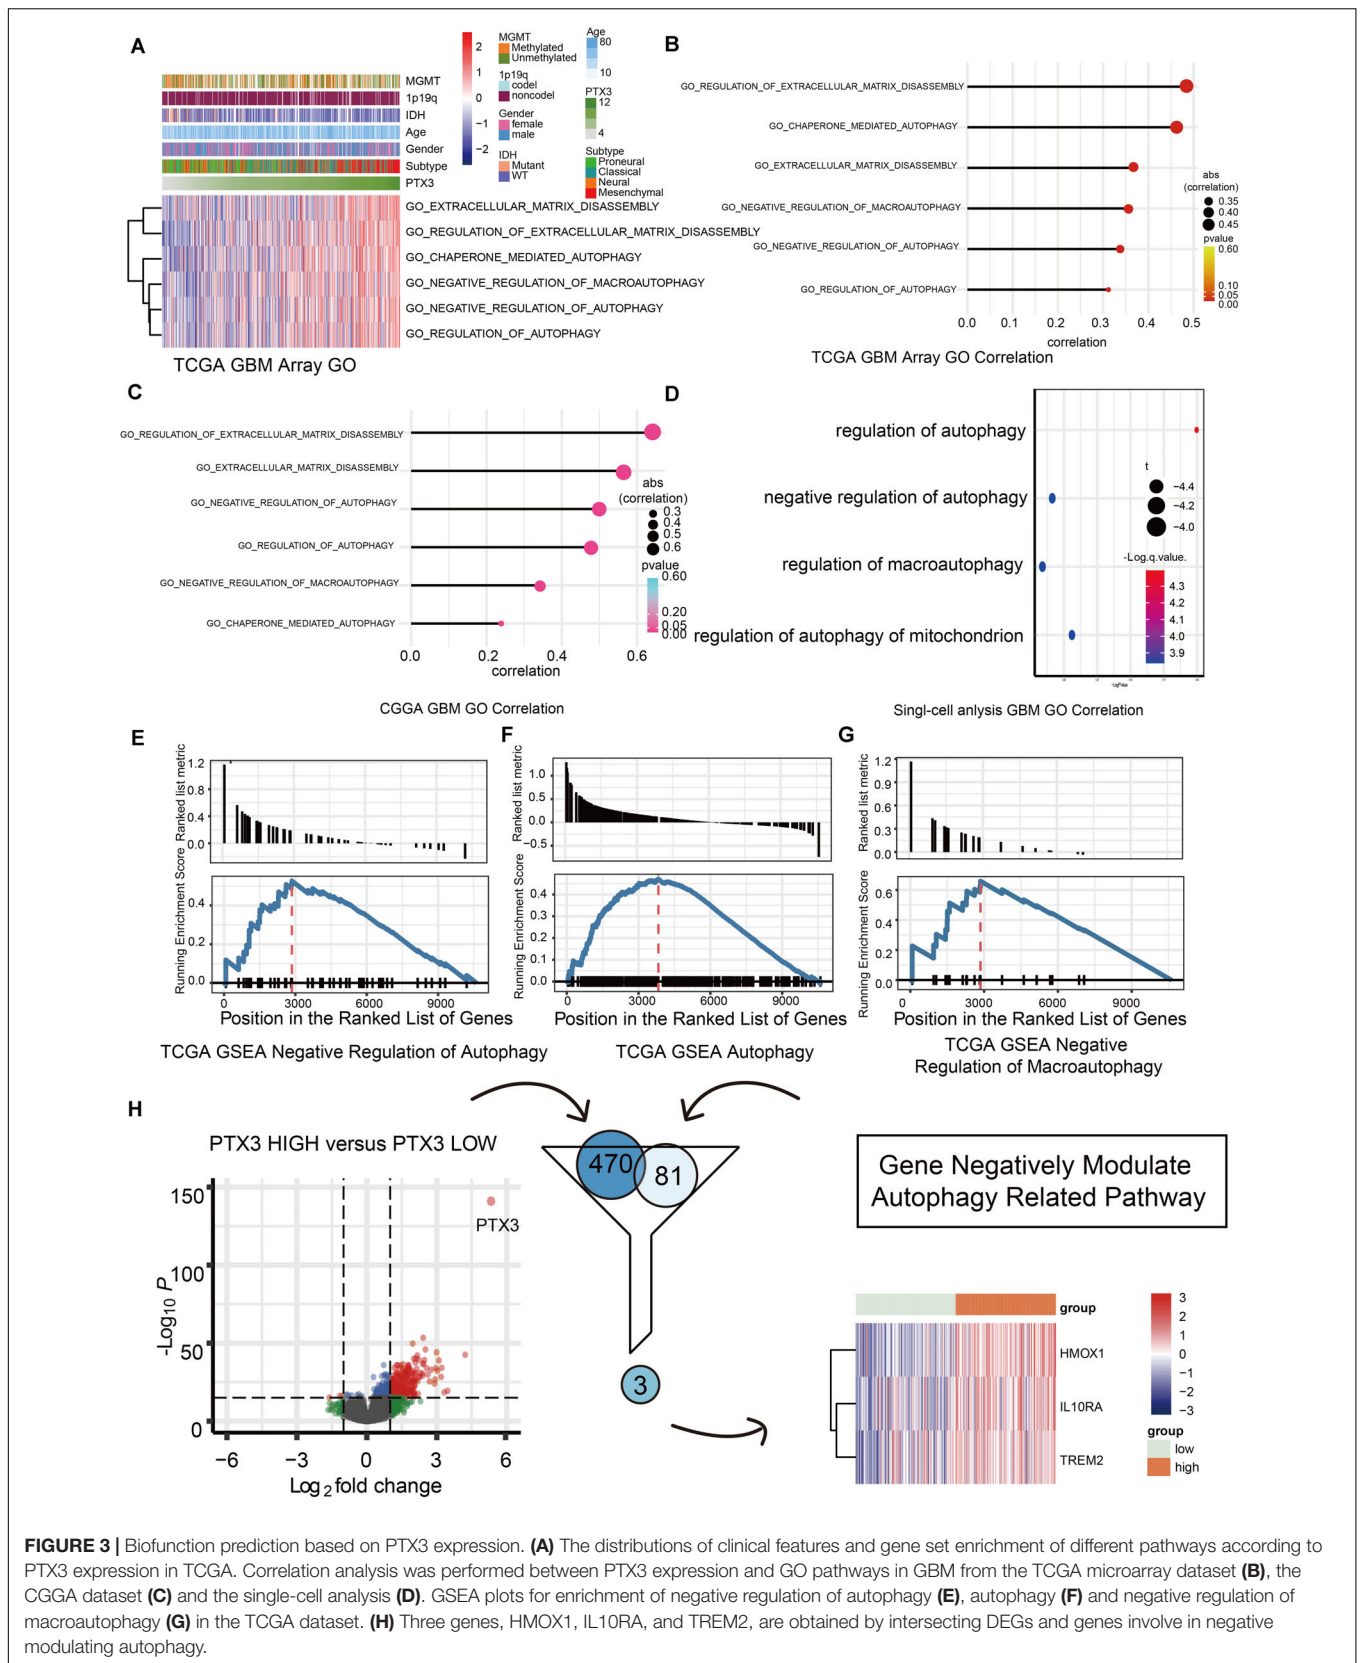 A
2
1
0
−1
−2
MGMT
Methylated
Unmethylated
1p19q
codel
noncodel
Gender
female
male
IDH
Mutant
WT
Age
80
10
PTX3
12
4
Subtype
Proneural
Classical
Neural
Mesenchymal
MGMT
1p19q
IDH
Age
Gender
Subtype
PTX3
GO_EXTRACELLULAR_MATRIX_DISASSEMBLY
GO_REGULATION_OF_EXTRACELLULAR_MATRIX_DISASSEMBLY
GO_CHAPERONE_MEDIATED_AUTOPHAGY
GO_NEGATIVE_REGULATION_OF_MACROAUTOPHAGY
GO_NEGATIVE_REGULATION_OF_AUTOPHAGY
GO_REGULATION_OF_AUTOPHAGY
TCGA GBM Array GO
B
GO_REGULATION_OF_EXTRACELLULAR_MATRIX_DISASSEMBLY
GO_CHAPERONE_MEDIATED_AUTOPHAGY
GO_EXTRACELLULAR_MATRIX_DISASSEMBLY
GO_NEGATIVE_REGULATION_OF_MACROAUTOPHAGY
GO_NEGATIVE_REGULATION_OF_AUTOPHAGY
GO_REGULATION_OF_AUTOPHAGY
0.0 0.1 0.2 0.3 0.4 0.5
correlation
abs
(correlation)
0.35
0.40
0.45
pvalue
0.60
0.10
0.05
0.00
TCGA GBM Array GO Correlation
C
GO_REGULATION_OF_EXTRACELLULAR_MATRIX_DISASSEMBLY
GO_EXTRACELLULAR_MATRIX_DISASSEMBLY
GO_NEGATIVE_REGULATION_OF_AUTOPHAGY
GO_REGULATION_OF_AUTOPHAGY
GO_NEGATIVE_REGULATION_OF_MACROAUTOPHAGY
GO_CHAPERONE_MEDIATED_AUTOPHAGY
0.0 0.2 0.4 0.6
correlation
abs
(correlation)
0.3
0.4
0.5
0.6
pvalue
0.60
0.20
0.05
0.00
CGGA GBM GO Correlation
D
regulation of autophagy
negative regulation of autophagy
regulation of macroautophagy
regulation of autophagy of mitochondrion
t
−4.4
−4.2
−4.0
-Log.q.value.
4.3
4.2
4.1
4.0
3.9
Singl-cell anlysis GBM GO Correlation
E
Ranked list metric
1.2
0.8
0.4
0.0
Running Enrichment Score
0.4
0.2
0.0
0 3000 6000 9000
Position in the Ranked List of Genes
TCGA GSEA Negative Regulation of Autophagy
F
Ranked list metric
1.0
0.5
0.0
−0.5
Running Enrichment Score
0.4
0.3
0.2
0.1
0.0
0 3000 6000 9000
Position in the Ranked List of Genes
TCGA GSEA Autophagy
G
Ranked list metric
1.2
0.9
0.6
0.3
0.0
Running Enrichment Score
0.6
0.4
0.2
0.0
0 3000 6000 9000
Position in the Ranked List of Genes
TCGA GSEA Negative
Regulation of Macroautophagy
H
PTX3 HIGH versus PTX3 LOW
-Log10 P
150
100
50
0
PTX3
−6 −3 0 3 6
Log2 fold change
470
81
3
Gene Negatively Modulate
Autophagy Related Pathway
group
HMOX1
IL10RA
TREM2
3
2
1
0
−1
−2
−3
group
low
high
FIGURE 3 | Biofunction prediction based on PTX3 expression. (A) The distributions of clinical features and gene set enrichment of different pathways according to
PTX3 expression in TCGA. Correlation analysis was performed between PTX3 expression and GO pathways in GBM from the TCGA microarray dataset (B), the
CGGA dataset (C) and the single-cell analysis (D). GSEA plots for enrichment of negative regulation of autophagy (E), autophagy (F) and negative regulation of
macroautophagy (G) in the TCGA dataset. (H) Three genes, HMOX1, IL10RA, and TREM2, are obtained by intersecting DEGs and genes involve in negative
modulating autophagy.